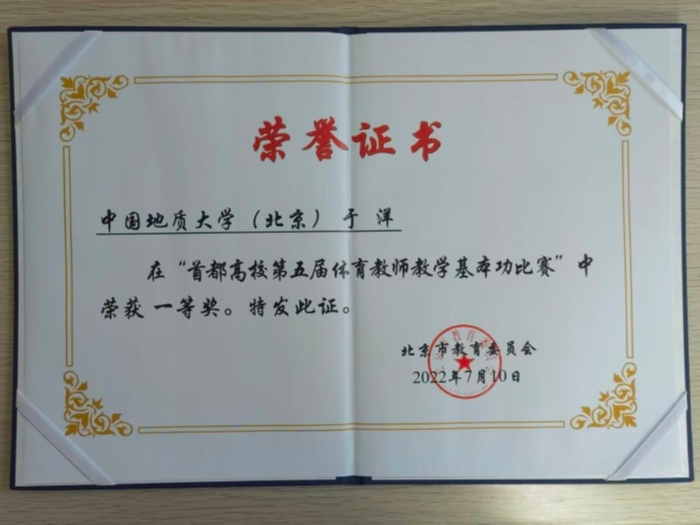 荣誉证书
中国地质大学（北京）于 洋
在“首都高校第五届体育教师教学基本功比赛”中
荣获 一等奖。特发此证。
北京市教育委员会
2022年7月10日